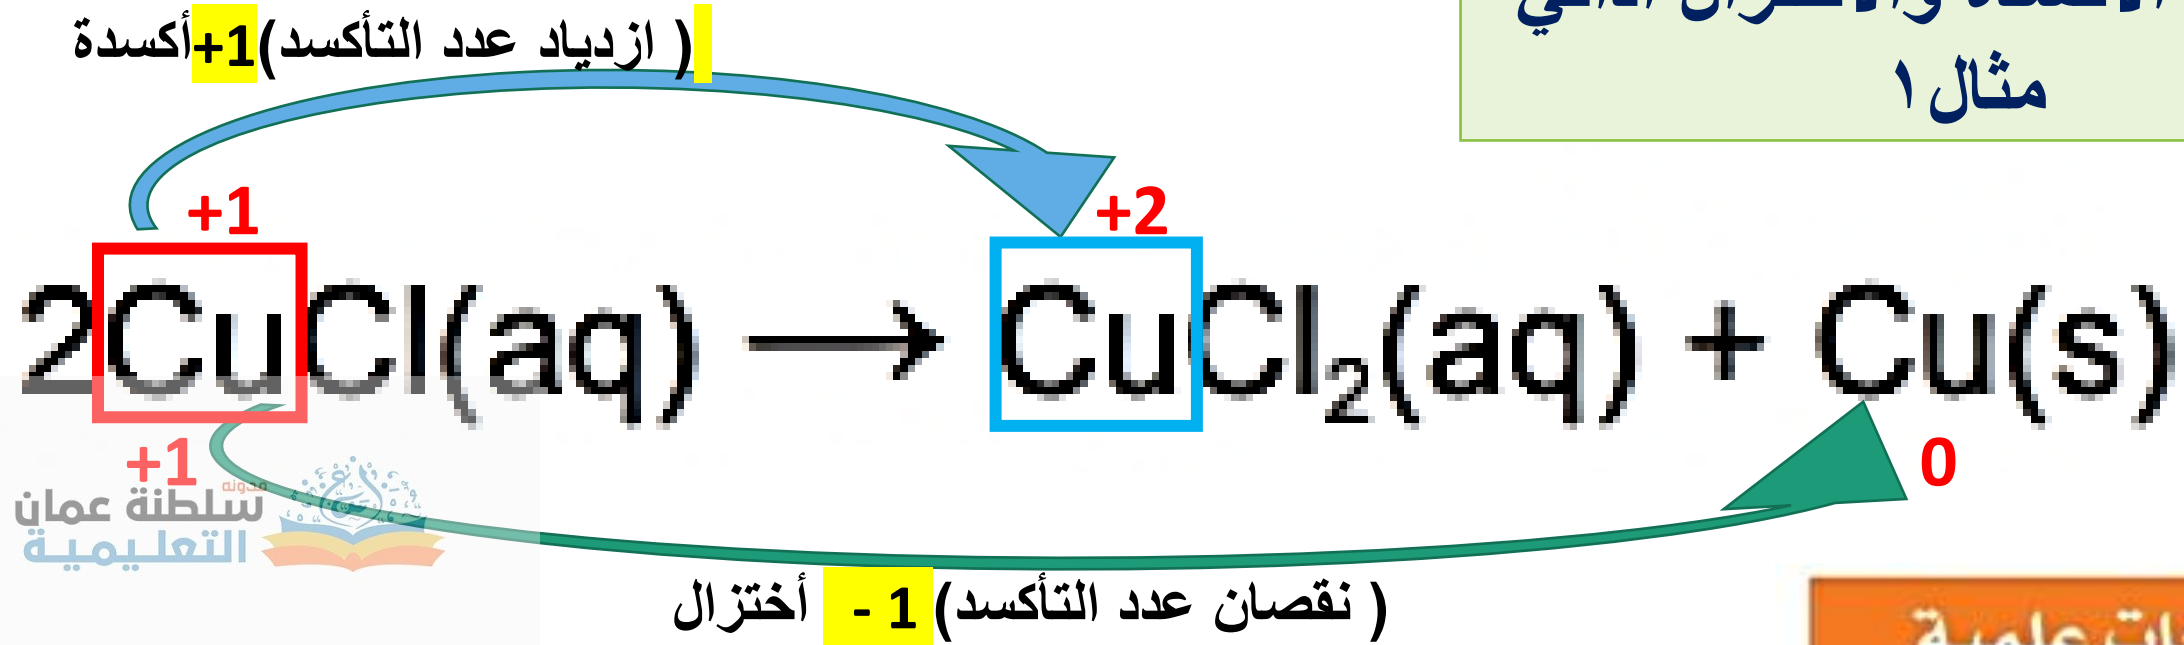 مثال ١
أكسدة +1 (ازدياد عدد التأكسد)
+1 +2
2CuCl(aq) ⟶ CuCl₂(aq) + Cu(s)
+1 0
مدونة
سلطنة عمان
التعليمية
أختزال - 1 (نقصان عدد التأكسد)